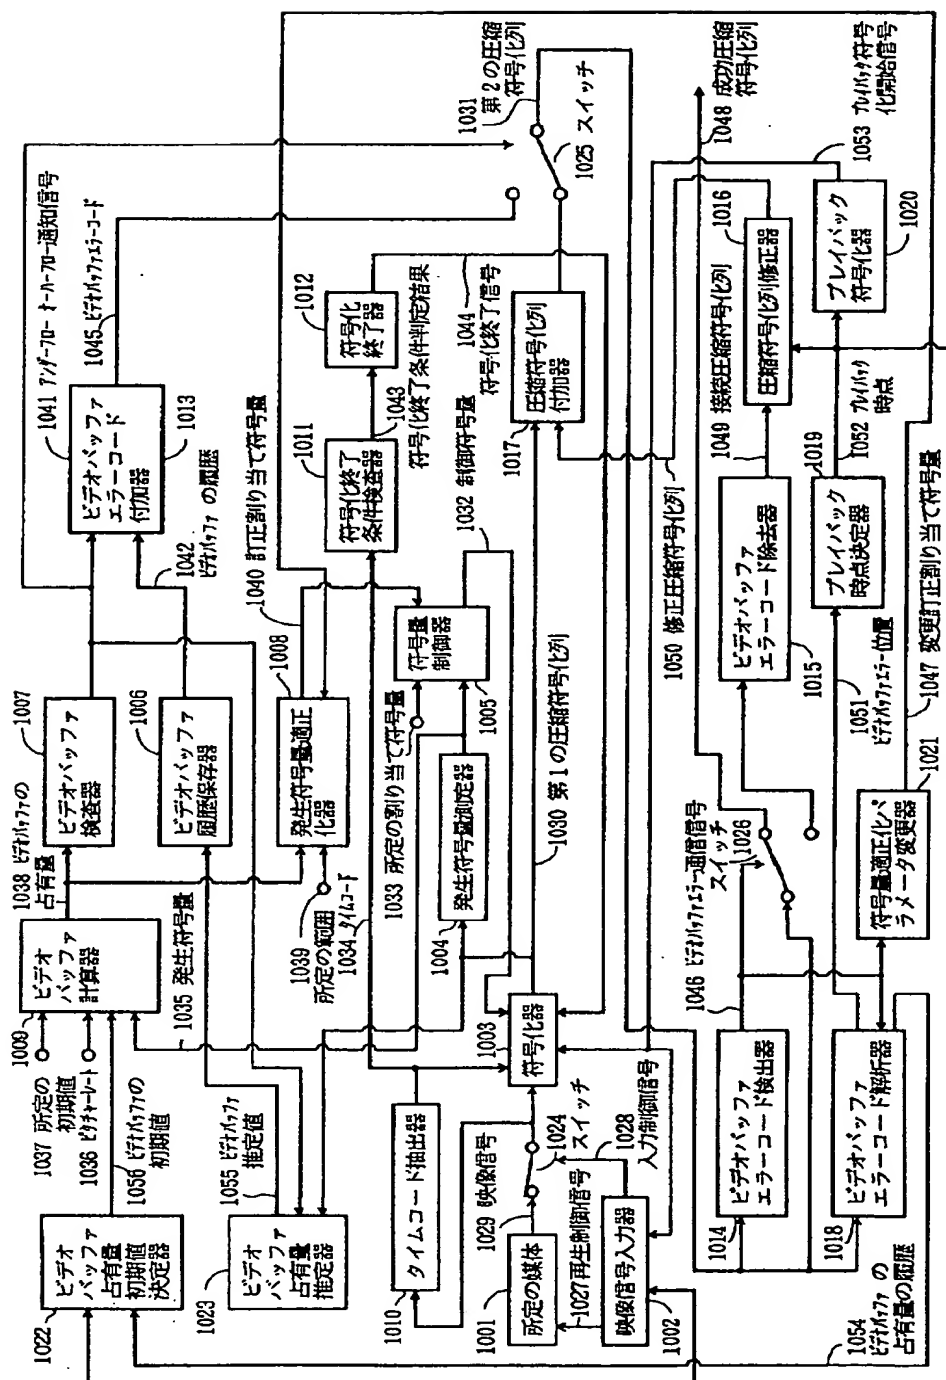 1022
ビデオ
バッファ
占有量
初期値
決定器
1037 所定の
初期値
1036 ピクチャーレート
1056 ビデオバッファの
初期値
1009
ビデオ
バッファ
計算器
1038 ビデオバッファの
占有量
1035 発生符号量
1007
ビデオバッファ
検査器
1006
ビデオバッファ
履歴保存器
1041 アンダーフロー オーバーフロー通知信号
ビデオバッファ
エラーコード
付加器
1013
1042
ビデオバッファ の履歴
1045 ビデオバッファエラーコード
1023
ビデオ
バッファ
占有量
推定器
1055 ビデオバッファ
推定値
1039
所定の範囲
1034 タイムコード
1008
発生符号量適正
化器
1040 訂正割り当て符号量
1033 所定の割り当て符号量
1011
符号化終了
条件検査器
1043
符号化終了条件判定結果
1012
符号化
終了器
1044
符号化終了信号
符号量
制御器
1005
1032 制御符号量
1004
発生符号量測定器
1010
タイムコード抽出器
1003
符号化器
1030 第1の圧縮符号化列
1017
圧縮符号化列
付加器
1025 スイッチ
1031
第2の圧縮
符号化列
1001
所定の媒体
1029 映像信号
1024
スイッチ
1027再生制御信号
1028
入力制御信号
映像信号入力器
1002
1050 修正圧縮符号化列
1046 ビデオバッファエラー通信信号
スイッチ
1026
1014
ビデオバッファ
エラーコード検出器
1018
ビデオバッファ
エラーコード解析器
1015
ビデオバッファ
エラーコード除去器
1049 接続圧縮符号化列
圧縮符号化列修正器
1016
1048 成功圧縮
符号化列
1051
ビデオバッファエラー位置
1019
プレイバック
時点決定器
1052 プレイバック
時点
プレイバック
符号化器
1020
1053 プレイバック符号
化開始信号
符号量適正化パ
ラメータ変更器
1021
1047 変更訂正割り当て符号量
1054
ビデオバッファ の
占有量の履歴